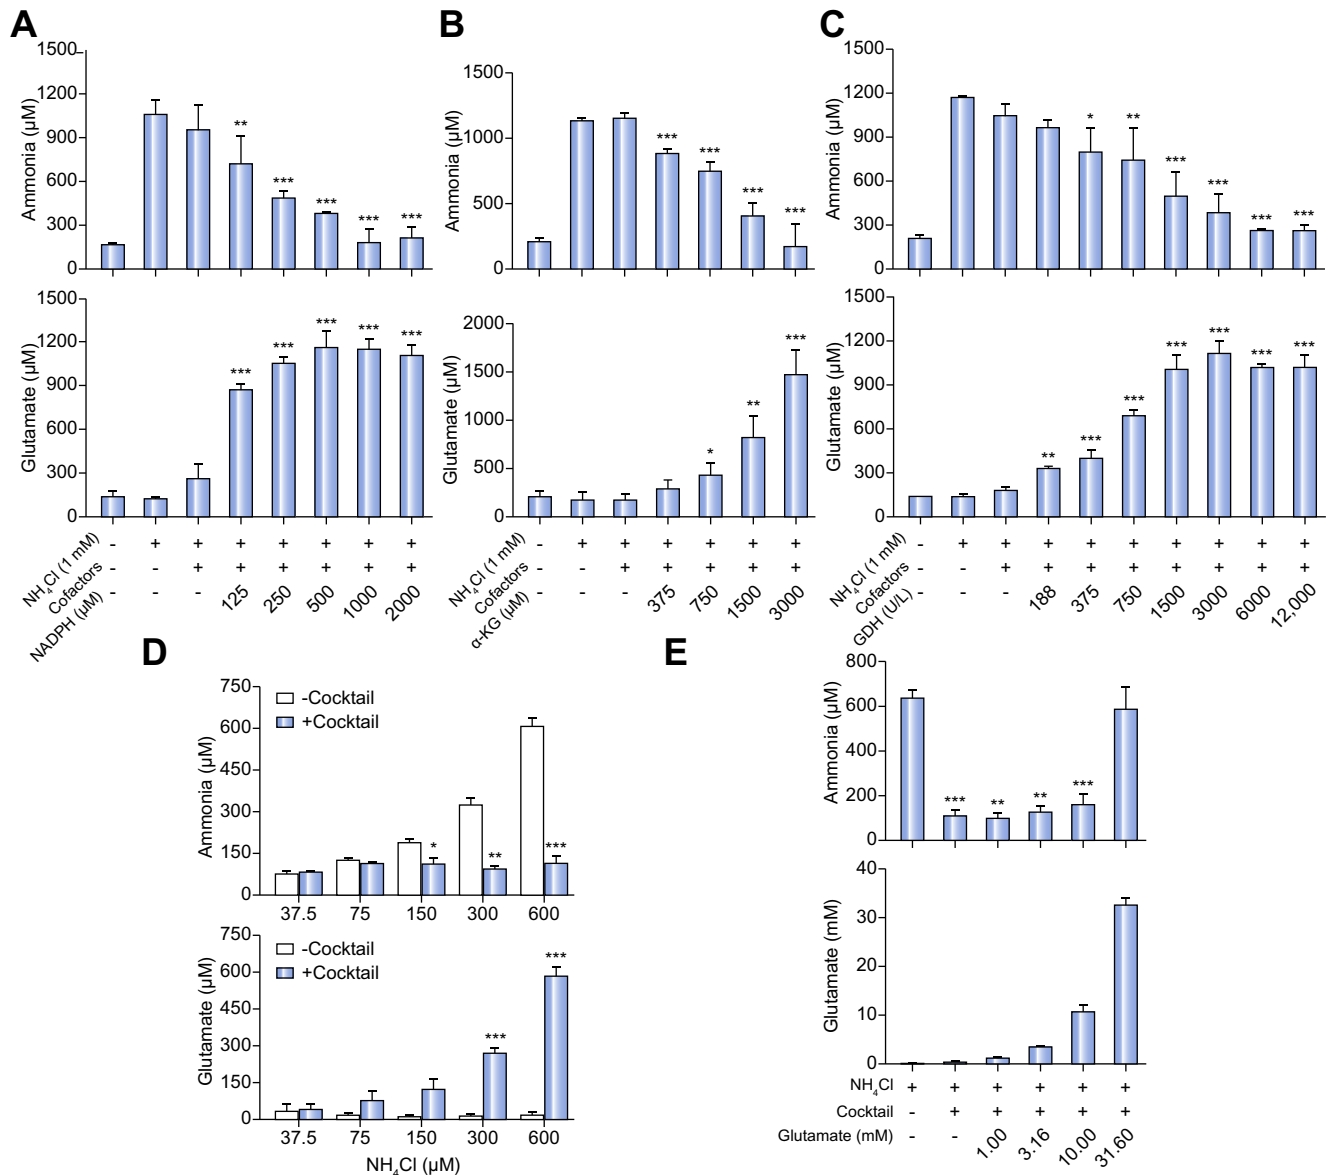 A
B
C
1500
1200
900
600
300
0
Ammonia (µM)
** *** *** *** ***
1500
1000
500
0
Ammonia (µM)
*** *** *** ***
1500
1200
900
600
300
0
Ammonia (µM)
* ** *** *** *** ***
1500
1200
900
600
300
0
Glutamate (µM)
*** *** *** *** ***
2000
1500
1000
500
0
Glutamate (µM)
* ** ***
1500
1200
900
600
300
0
Glutamate (µM)
** *** *** *** *** *** ***
NH4Cl (1 mM) - + + + + + + +
Cofactors - - + + + + + +
NADPH (µM) - - - 125 250 500 1000 2000
NH4Cl (1 mM) - + + + + + +
Cofactors - - + + + + +
α-KG (µM) - - - 375 750 1500 3000
NH4Cl (1 mM) - + + + + + + + + +
Cofactors - - + + + + + + + +
GDH (U/L) - - - 188 375 750 1500 3000 6000 12,000
D
750
600
450
300
150
0
Ammonia (µM)
-Cocktail
+Cocktail
* ** ***
37.5 75 150 300 600
750
600
450
300
150
0
Glutamate (µM)
-Cocktail
+Cocktail
*** ***
37.5 75 150 300 600
NH4Cl (µM)
E
800
600
400
200
0
Ammonia (µM)
*** ** ** ***
40
30
20
10
0
Glutamate (mM)
NH4Cl + + + + + +
Cocktail - + + + + +
Glutamate (mM) - - 1.00 3.16 10.00 31.60